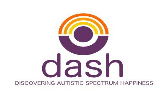 dash
DISCOVERING AUTISTIC SPECTRUM HAPPINESS